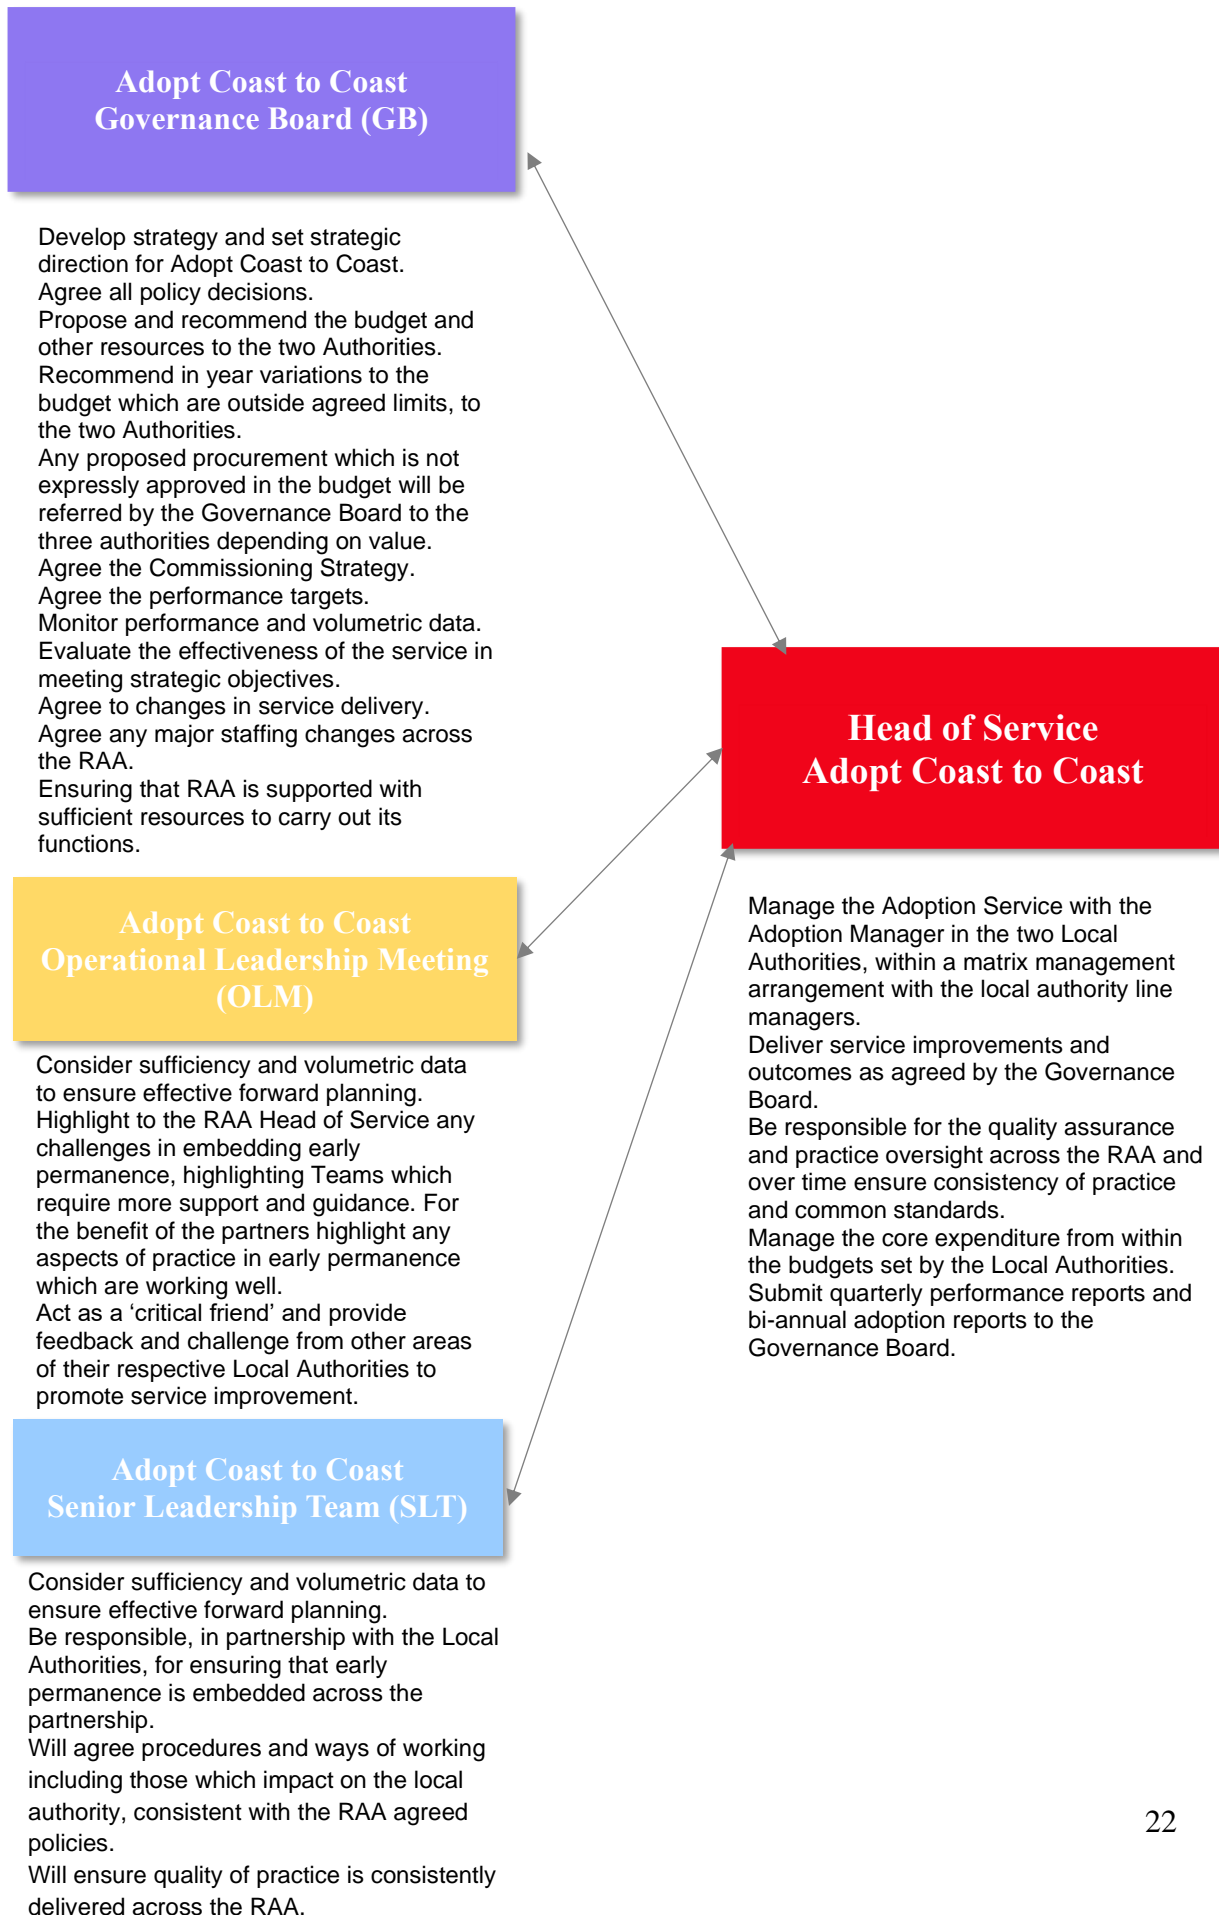 Adopt Coast to Coast
Governance Board (GB)
Develop strategy and set strategic
direction for Adopt Coast to Coast.
Agree all policy decisions.
Propose and recommend the budget and
other resources to the two Authorities.
Recommend in year variations to the
budget which are outside agreed limits, to
the two Authorities.
Any proposed procurement which is not
expressly approved in the budget will be
referred by the Governance Board to the
three authorities depending on value.
Agree the Commissioning Strategy.
Agree the performance targets.
Monitor performance and volumetric data.
Evaluate the effectiveness of the service in
meeting strategic objectives.
Agree to changes in service delivery.
Agree any major staffing changes across
the RAA.
Ensuring that RAA is supported with
sufficient resources to carry out its
functions.
Adopt Coast to Coast
Operational Leadership Meeting
(OLM)
Consider sufficiency and volumetric data
to ensure effective forward planning.
Highlight to the RAA Head of Service any
challenges in embedding early
permanence, highlighting Teams which
require more support and guidance. For
the benefit of the partners highlight any
aspects of practice in early permanence
which are working well.
Act as a ‘critical friend’ and provide
feedback and challenge from other areas
of their respective Local Authorities to
promote service improvement.
Adopt Coast to Coast
Senior Leadership Team (SLT)
Consider sufficiency and volumetric data to
ensure effective forward planning.
Be responsible, in partnership with the Local
Authorities, for ensuring that early
permanence is embedded across the
partnership.
Will agree procedures and ways of working
including those which impact on the local
authority, consistent with the RAA agreed
policies.
Will ensure quality of practice is consistently
delivered across the RAA.
Head of Service
Adopt Coast to Coast
Manage the Adoption Service with the
Adoption Manager in the two Local
Authorities, within a matrix management
arrangement with the local authority line
managers.
Deliver service improvements and
outcomes as agreed by the Governance
Board.
Be responsible for the quality assurance
and practice oversight across the RAA and
over time ensure consistency of practice
and common standards.
Manage the core expenditure from within
the budgets set by the Local Authorities.
Submit quarterly performance reports and
bi-annual adoption reports to the
Governance Board.
22